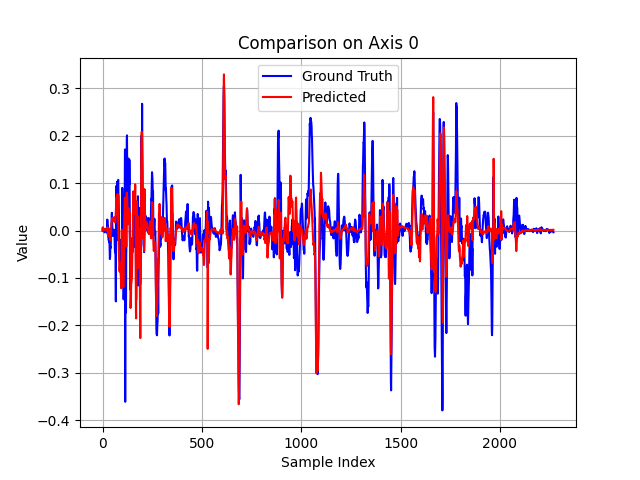 Comparison on Axis 0
Ground Truth
Predicted
Value
0.3
0.2
0.1
0.0
−0.1
−0.2
−0.3
−0.4
0 500 1000 1500 2000
Sample Index